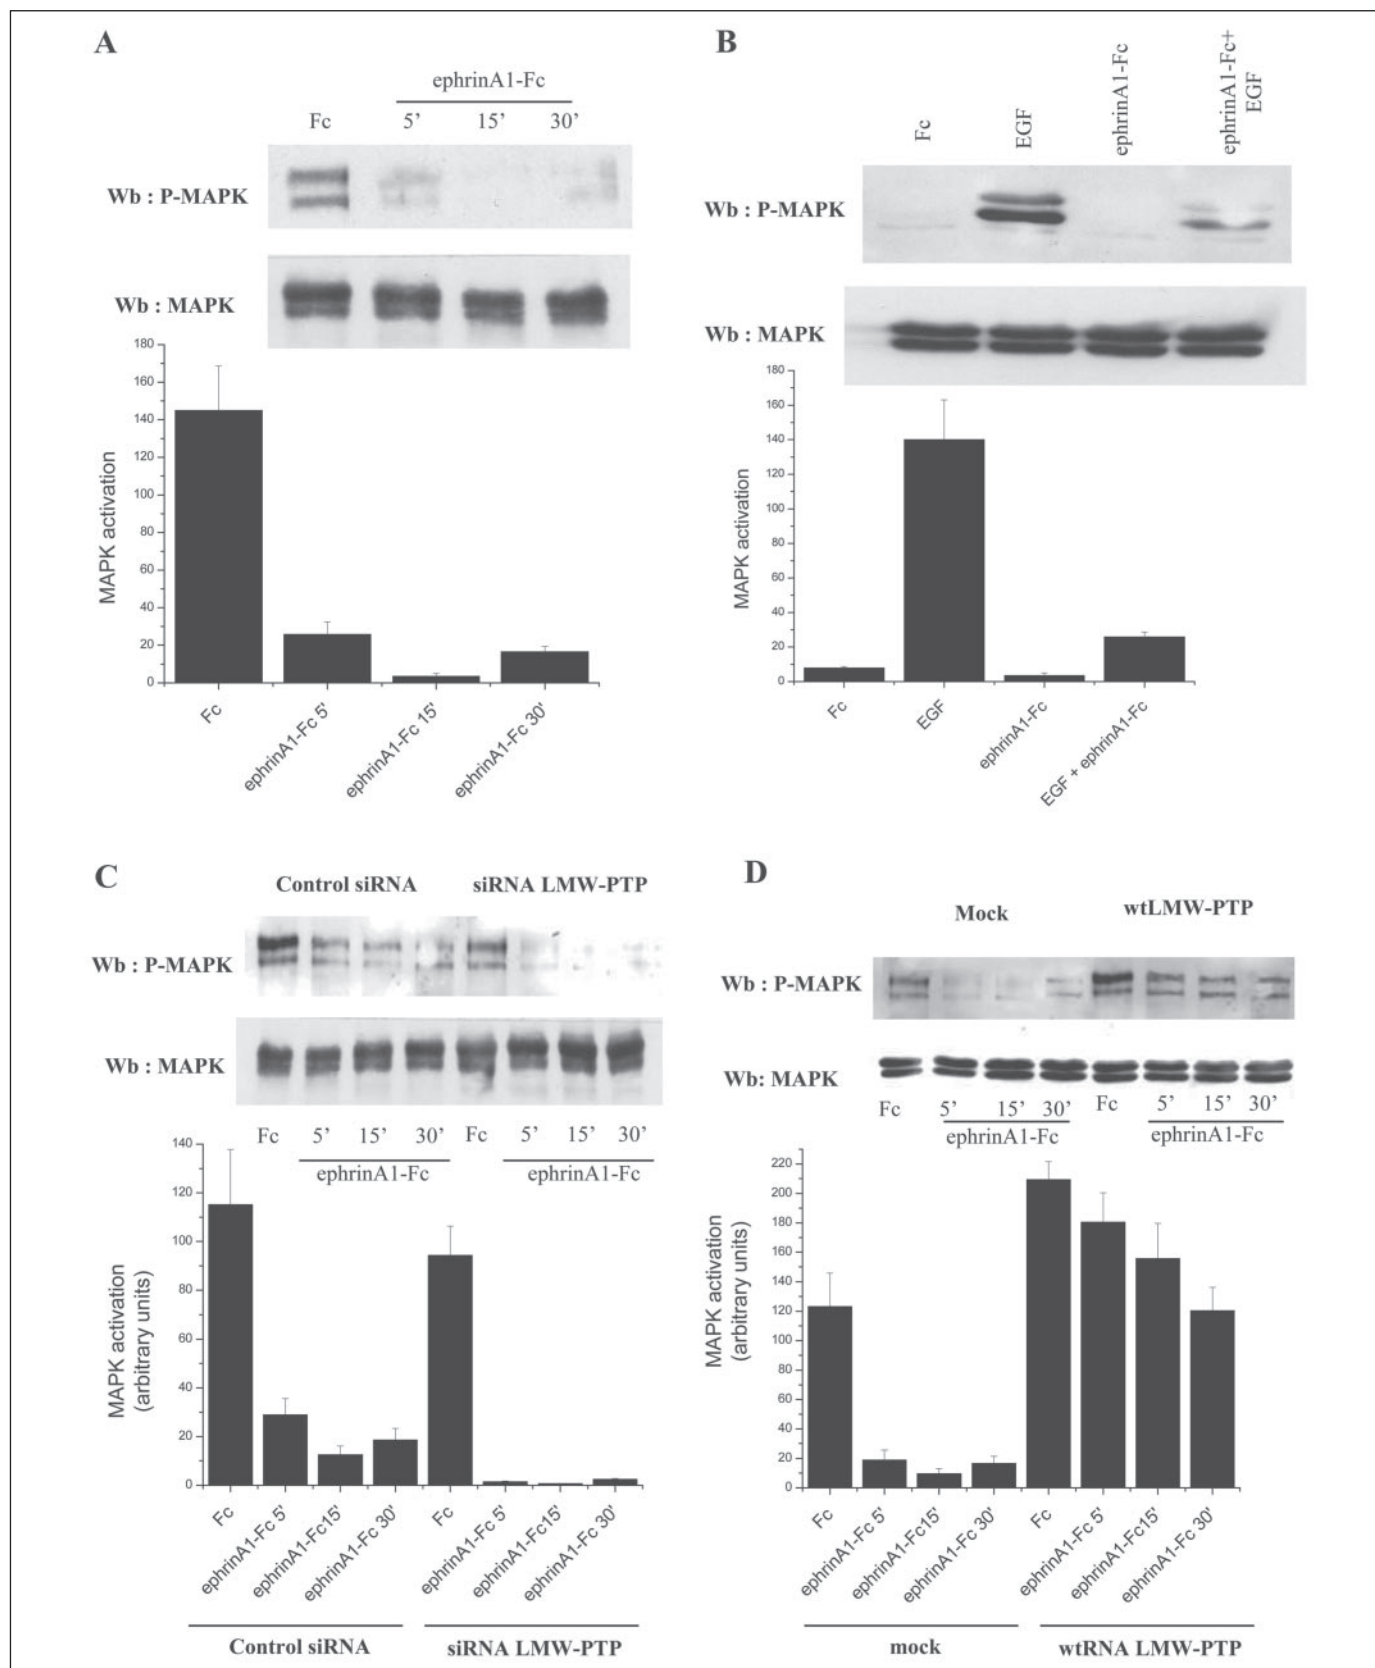 A
ephrinA1-Fc
Fc 5’ 15’ 30’
Wb : P-MAPK
Wb : MAPK
180
160
140
120
100
80
60
40
20
0
MAPK activation
Fc
ephrinA1-Fc 5'
ephrinA1-Fc 15'
ephrinA1-Fc 30'
B
Fc
EGF
ephrinA1-Fc
ephrinA1-Fc+
EGF
Wb : P-MAPK
Wb : MAPK
180
160
140
120
100
80
60
40
20
0
MAPK activation
Fc
EGF
ephrinA1-Fc
EGF + ephrinA1-Fc
C
Control siRNA siRNA LMW-PTP
Wb : P-MAPK
Wb : MAPK
Fc 5’ 15’ 30’ Fc 5’ 15’ 30’
ephrinA1-Fc ephrinA1-Fc
140
120
100
80
60
40
20
0
MAPK activation
(arbitrary units)
Fc
ephrinA1-Fc 5'
ephrinA1-Fc15'
ephrinA1-Fc 30'
Fc
ephrinA1-Fc 5'
ephrinA1-Fc15'
ephrinA1-Fc 30'
Control siRNA siRNA LMW-PTP
D
Mock wtLMW-PTP
Wb : P-MAPK
Wb: MAPK
Fc 5’ 15’ 30’ Fc 5’ 15’ 30’
ephrinA1-Fc ephrinA1-Fc
220
200
180
160
140
120
100
80
60
40
20
0
MAPK activation
(arbitrary units)
Fc
ephrinA1-Fc 5'
ephrinA1-Fc15'
ephrinA1-Fc 30'
Fc
ephrinA1-Fc 5'
ephrinA1-Fc15'
ephrinA1-Fc 30'
mock wtRNA LMW-PTP